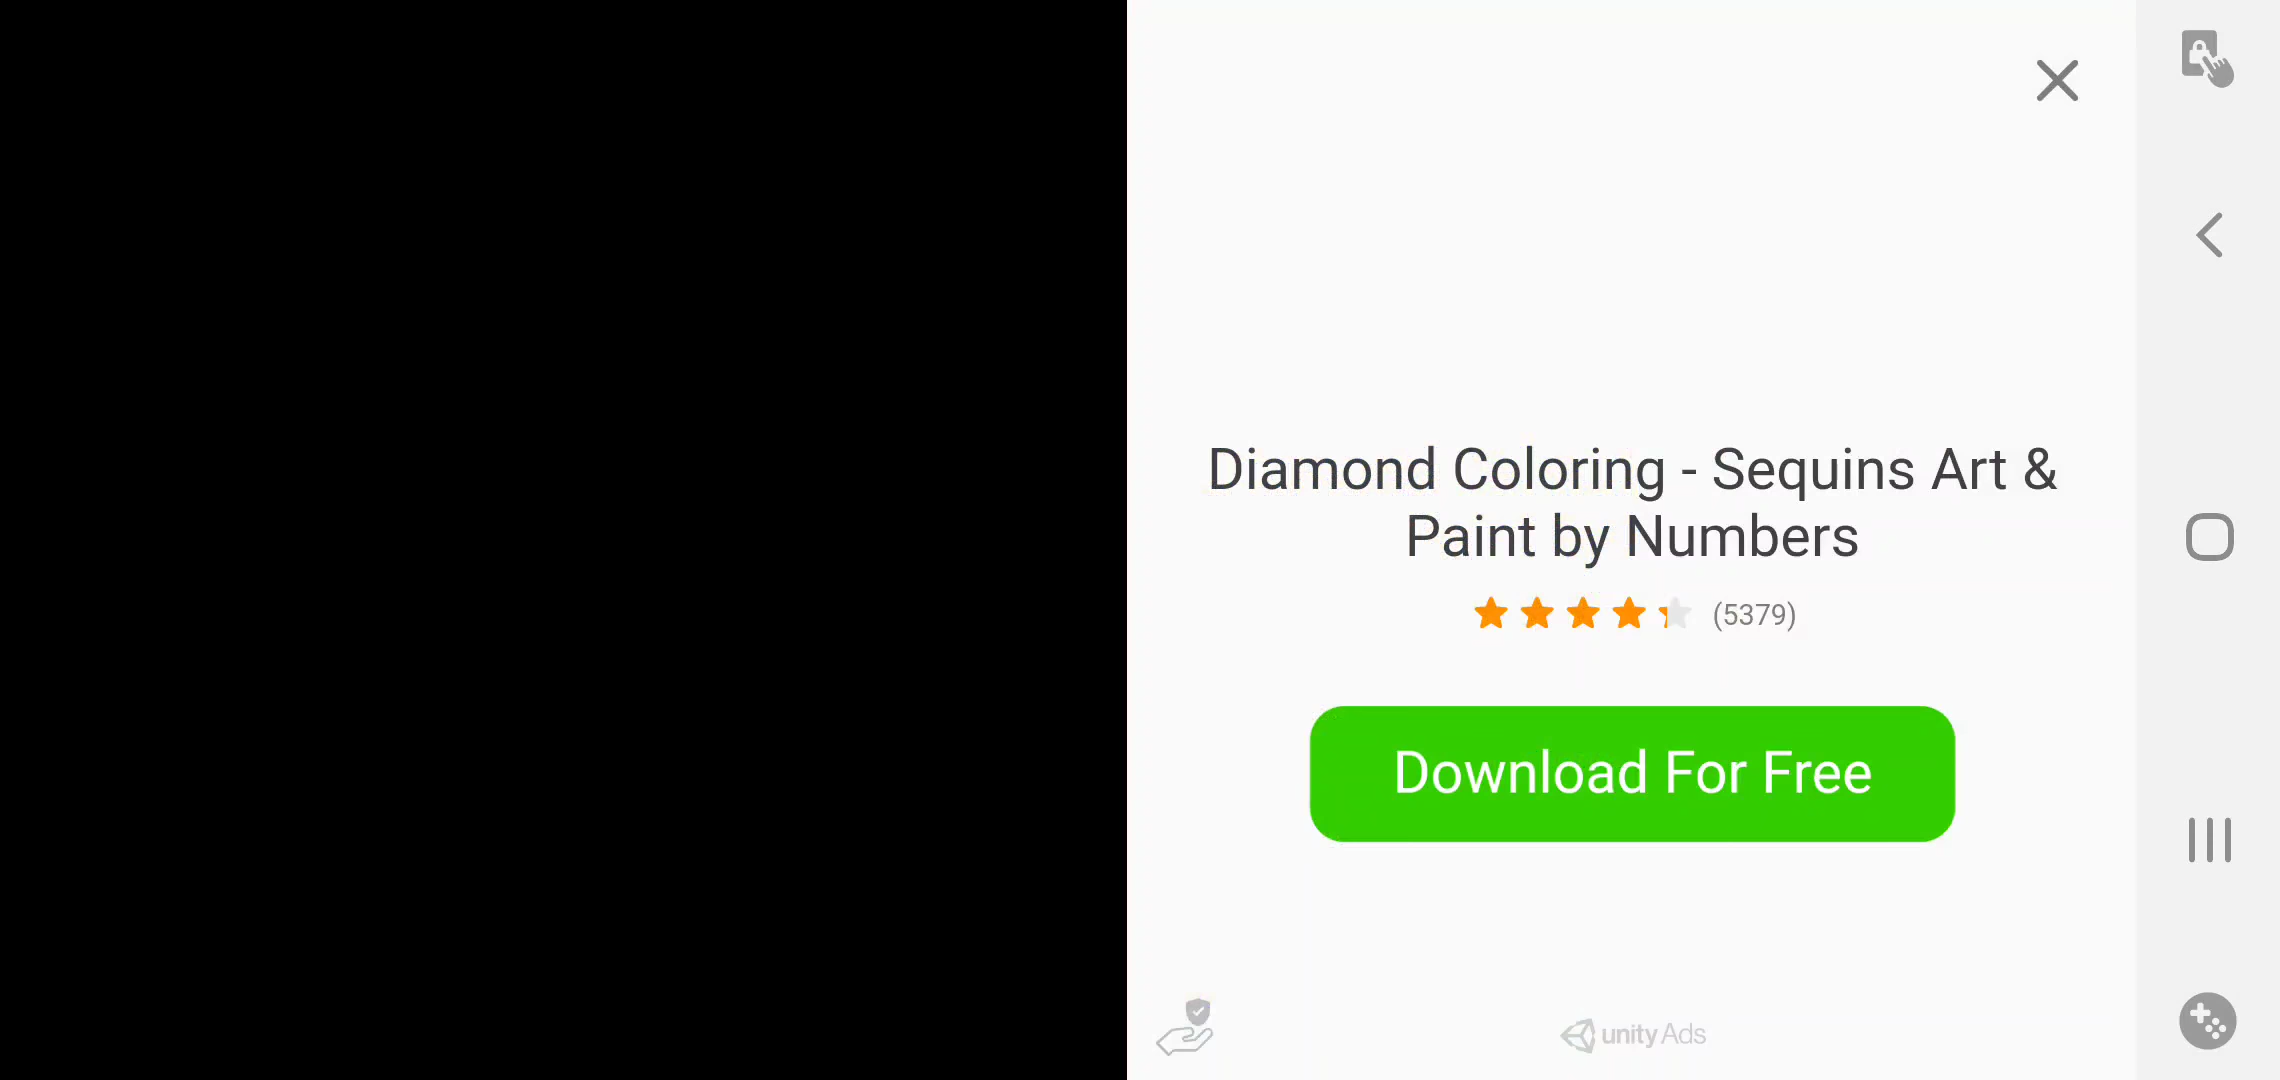 Diamond Coloring - Sequins Art &
Paint by Numbers
(5379)
Download For Free
unity Ads